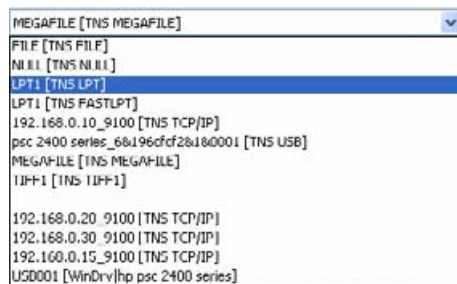 MEGAFILE [TNS MEGAFILE]
FILE [TNS FILE]
NULL [TNS NULL]
LPT1 [TNS LPT]
LPT1 [TNS FASTLPT]
192.168.0.10_9100 [TNS TCP/IP]
psc 2400 series_6&196cfcf2&1&0001 [TNS USB]
MEGAFILE [TNS MEGAFILE]
TIFF1 [TNS TIFF1]
192.168.0.20_9100 [TNS TCP/IP]
192.168.0.30_9100 [TNS TCP/IP]
192.168.0.15_9100 [TNS TCP/IP]
USB001 [WinDrv|hp psc 2400 series]